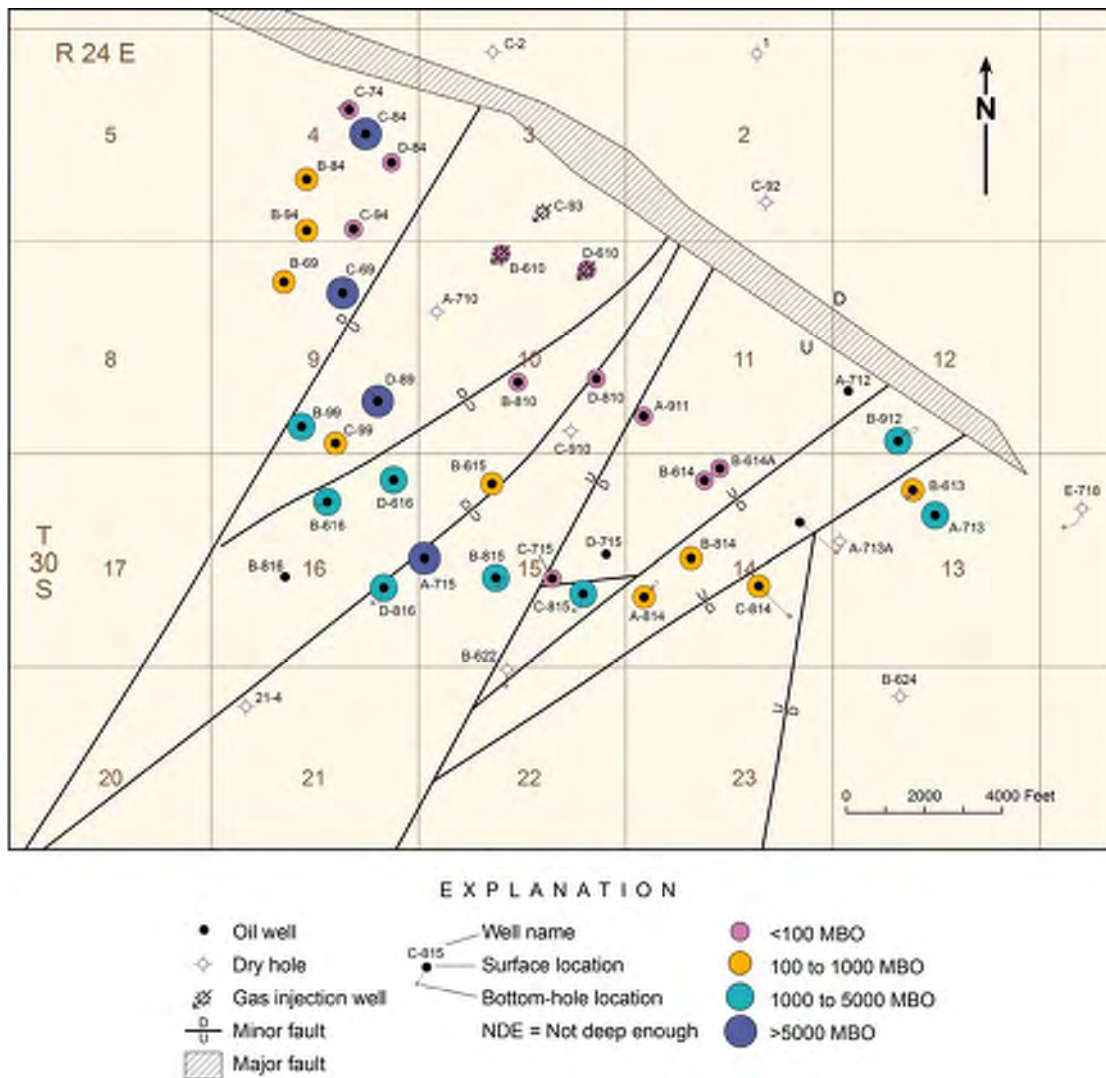 R 24 E
C-2
1
N
C-74
C-84
5
4
3
2
D-84
B-84
C-92
C-93
B-94
C-94
B-69
C-69
B-610
D-610
A-710
D
U
8
9
10
11
12
D-89
B-810
D-810
A-712
B-99
C-99
A-911
B-912
C-910
B-615
B-614
B-614A
D-616
B-613
E-718
B-616
A-713
T
30
S
17
B-816
16
A-715
B-815
C-715
15
D-715
B-814
14
A-713A
13
D-816
C-815
A-814
C-814
B-622
21-4
B-624
20
21
22
23
0 2000 4000 Feet
EXPLANATION
Oil well
Dry hole
Gas injection well
D
U
Minor fault
Major fault
Well name
C-815
Surface location
Bottom-hole location
NDE = Not deep enough
<100 MBO
100 to 1000 MBO
1000 to 5000 MBO
>5000 MBO